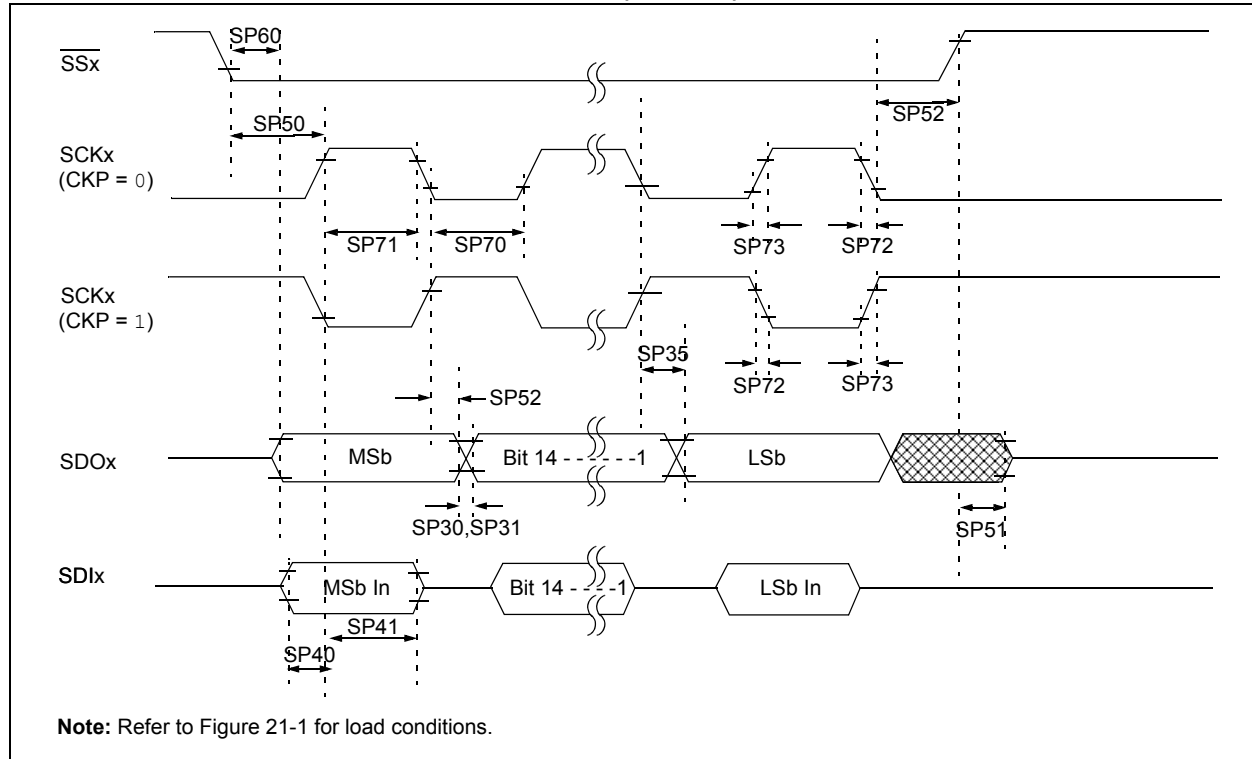 SP60
SSx
SP52
SP50
SCKx
(CKP = 0)
SP71 SP70 SP73 SP72
SCKx
(CKP = 1)
SP35
SP72 SP73
SP52
SDOx MSb Bit 14 - - - - - -1 LSb
SP30,SP31 SP51
SDIx MSb In Bit 14 - - - -1 LSb In
SP41
SP40
Note: Refer to Figure 21-1 for load conditions.